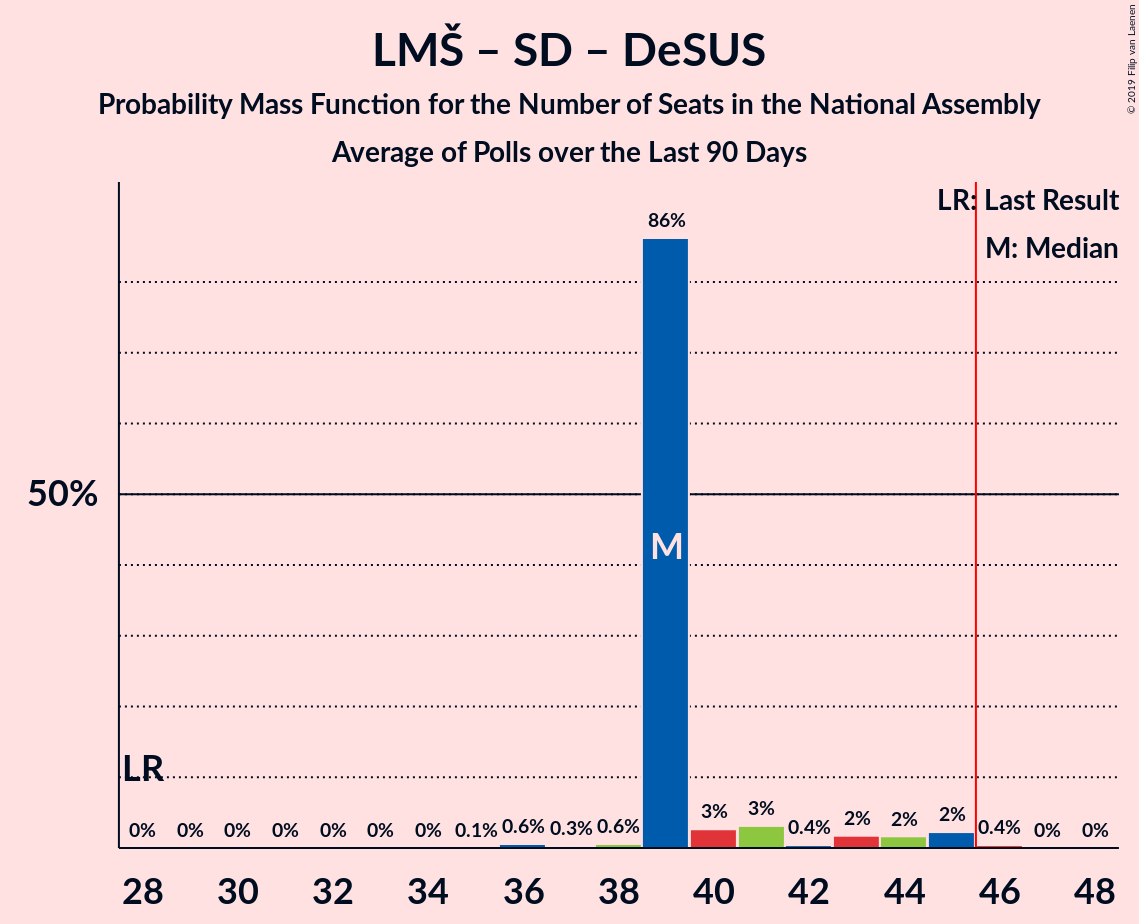 LMŠ – SD – DeSUS
Probability Mass Function for the Number of Seats in the National Assembly
Average of Polls over the Last 90 Days
© 2019 Filip van Laenen
LR: Last Result
M: Median
86%
50%
M
LR
0% 0% 0% 0% 0% 0% 0% 0.1% 0.6% 0.3% 0.6% 3% 3% 0.4% 2% 2% 2% 0.4% 0% 0%
28 30 32 34 36 38 40 42 44 46 48